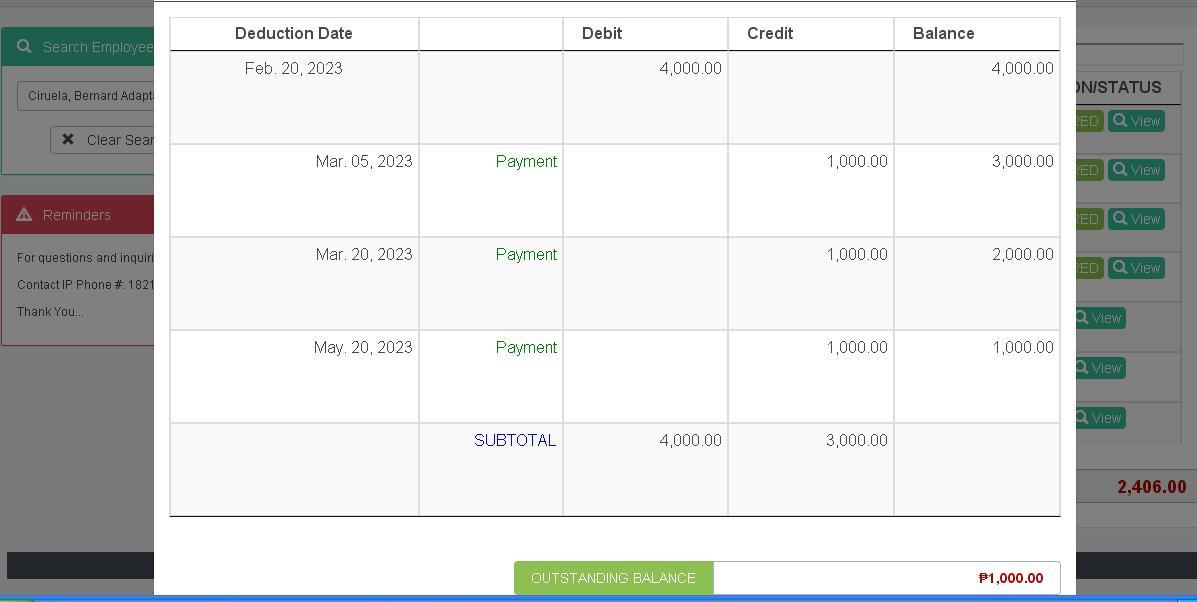 Deduction Date Debit Credit Balance
Search Employee
Feb. 20, 2023 4,000.00 4,000.00
ON/STATUS
Ciruela, Bernard Adapt
RED View
Clear Sear
Mar. 05, 2023 Payment 1,000.00 3,000.00
RED View
Reminders
RED View
For questions and inquiri
Mar. 20, 2023 Payment 1,000.00 2,000.00
RED View
Contact IP Phone #: 1821
Thank You...
View
May. 20, 2023 Payment 1,000.00 1,000.00
View
View
SUBTOTAL 4,000.00 3,000.00
2,406.00
OUTSTANDING BALANCE ₱1,000.00